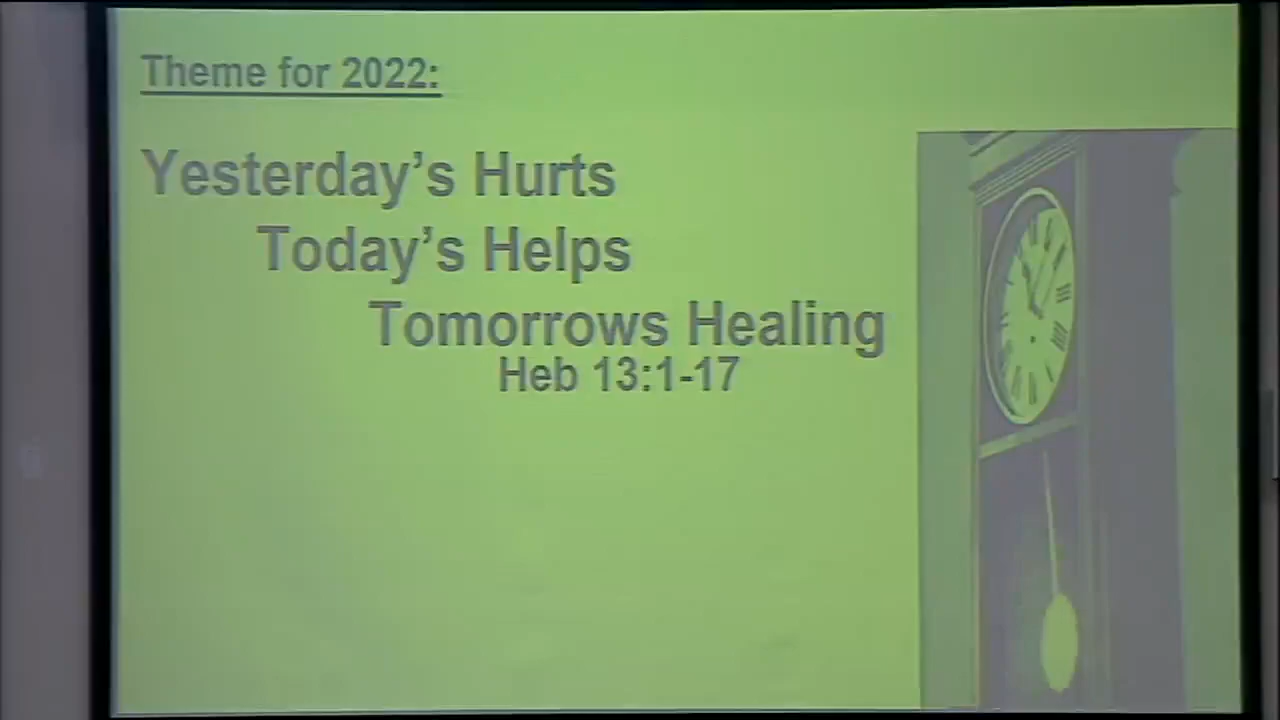 Theme for 2022:
Yesterday’s Hurts
Today’s Helps
Tomorrows Healing
Heb 13:1-17